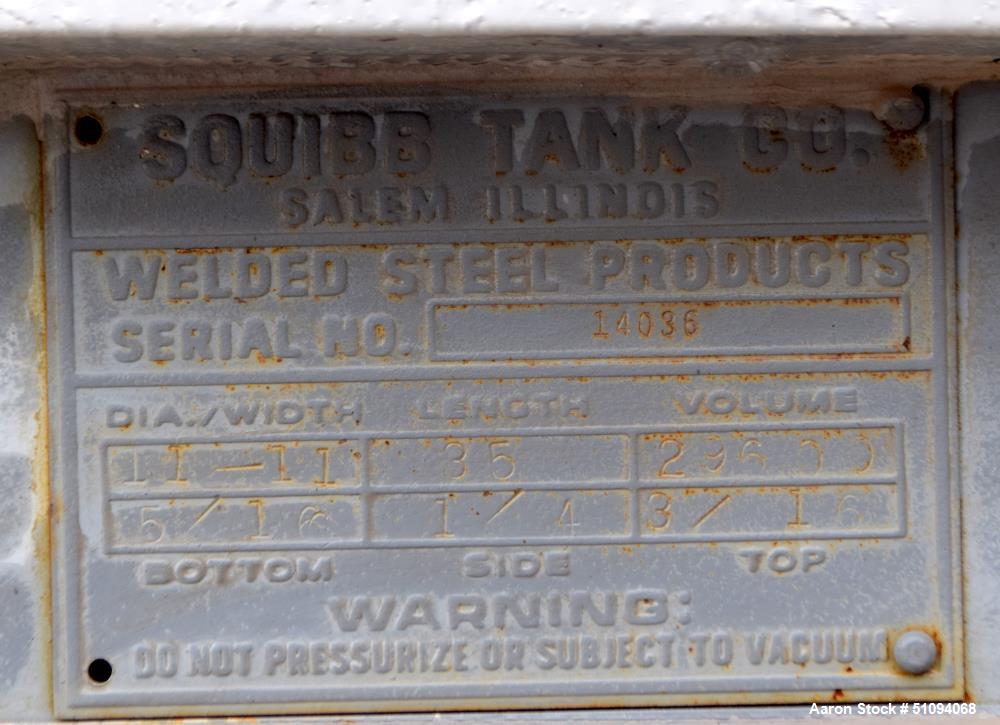 SQUIBB TANK CO.
SALEM ILLINOIS
WELDED STEEL PRODUCTS
SERIAL NO. 14036
DIA./WIDTH LENGTH VOLUME
11-11 35 29600
5/16 1/4 3/16
BOTTOM SIDE TOP
WARNING:
DO NOT PRESSURIZE OR SUBJECT TO VACUUM
Aaron Stock # 51094068